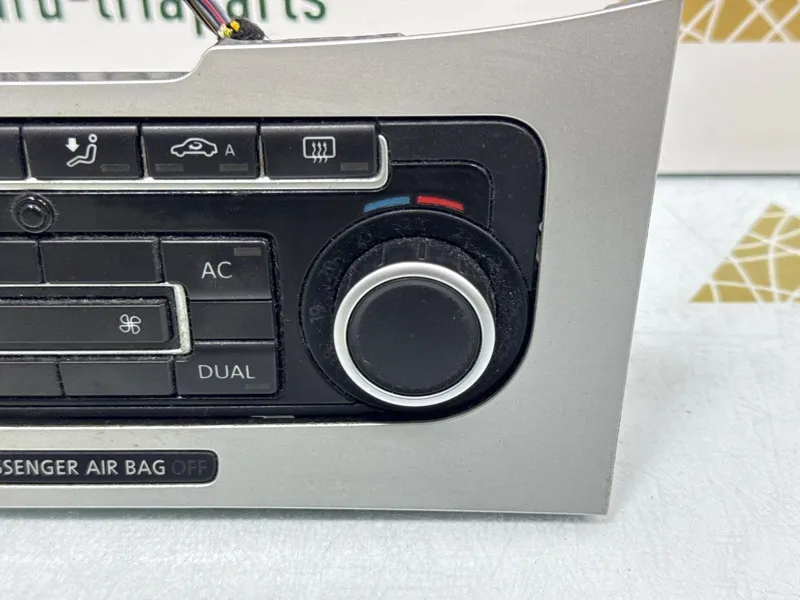 A
AC
DUAL
SSENGER AIR BAG OFF